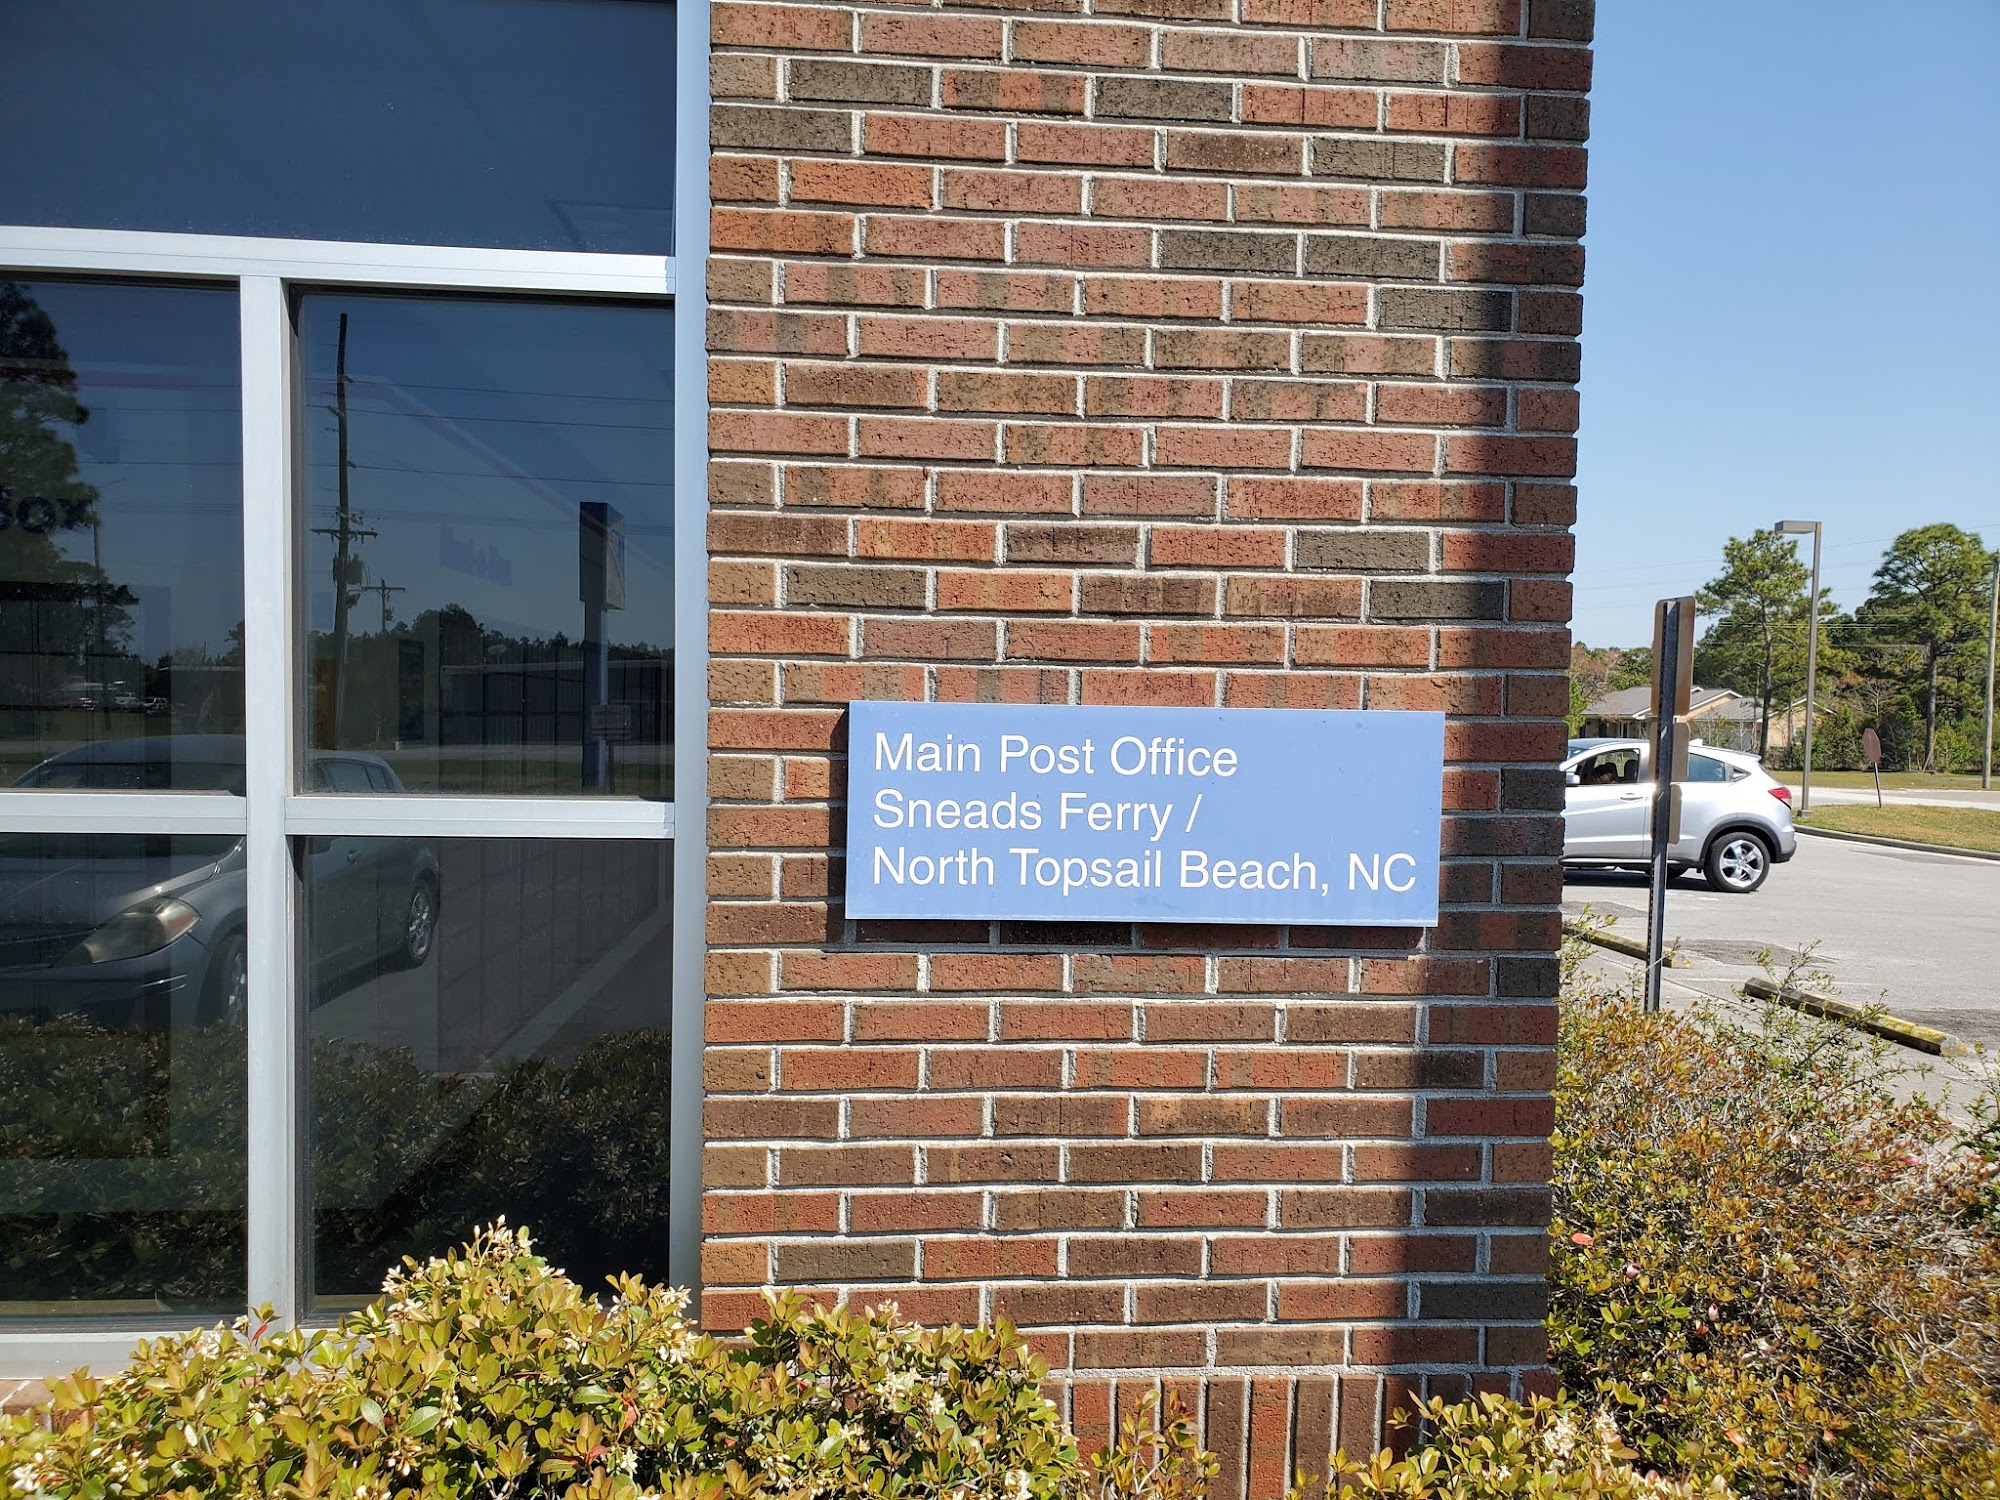 Main Post Office
Sneads Ferry /
North Topsail Beach, NC